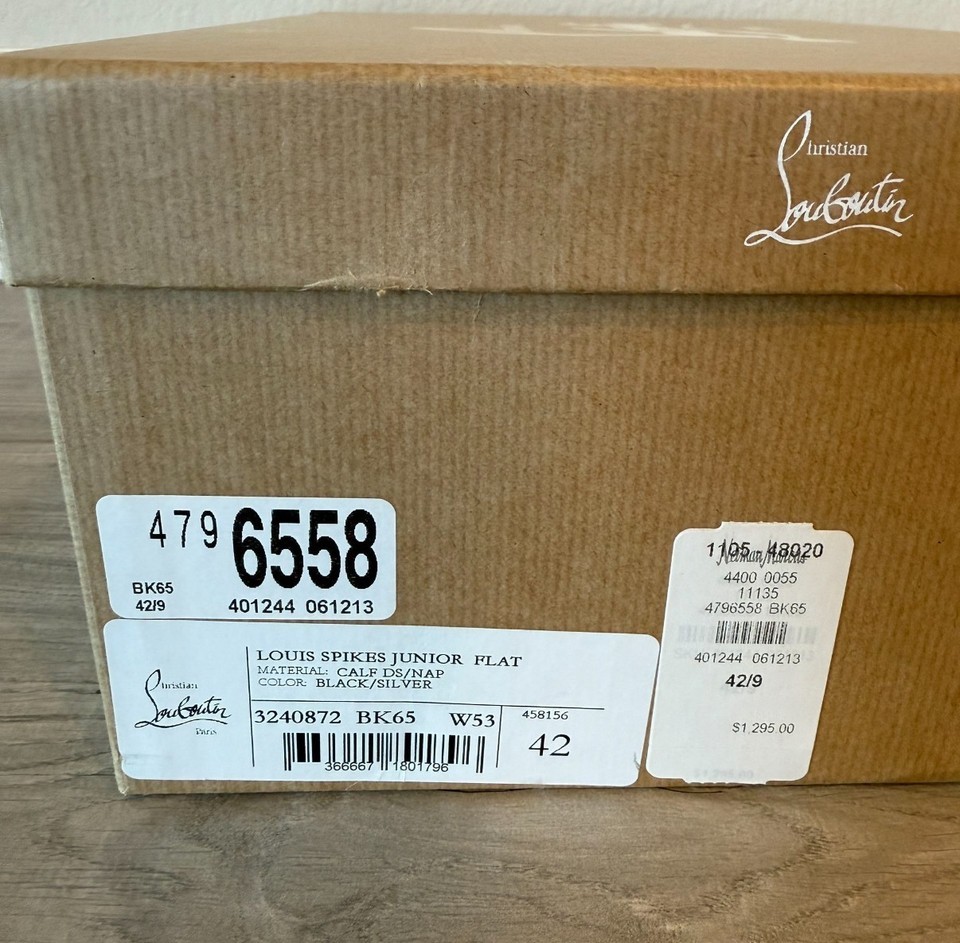 Christian
Louboutin
479 6558
BK65
42/9 401244 061213
Christian
Louboutin
Paris
LOUIS SPIKES JUNIOR FLAT
MATERIAL: CALF DS/NAP
COLOR: BLACK/SILVER
3240872 BK65 W53
458156
42
366667 1801796
Neiman Marcus
1105 48020
4400 0055
11135
4796558 BK65
401244 061213
42/9
$1,295.00